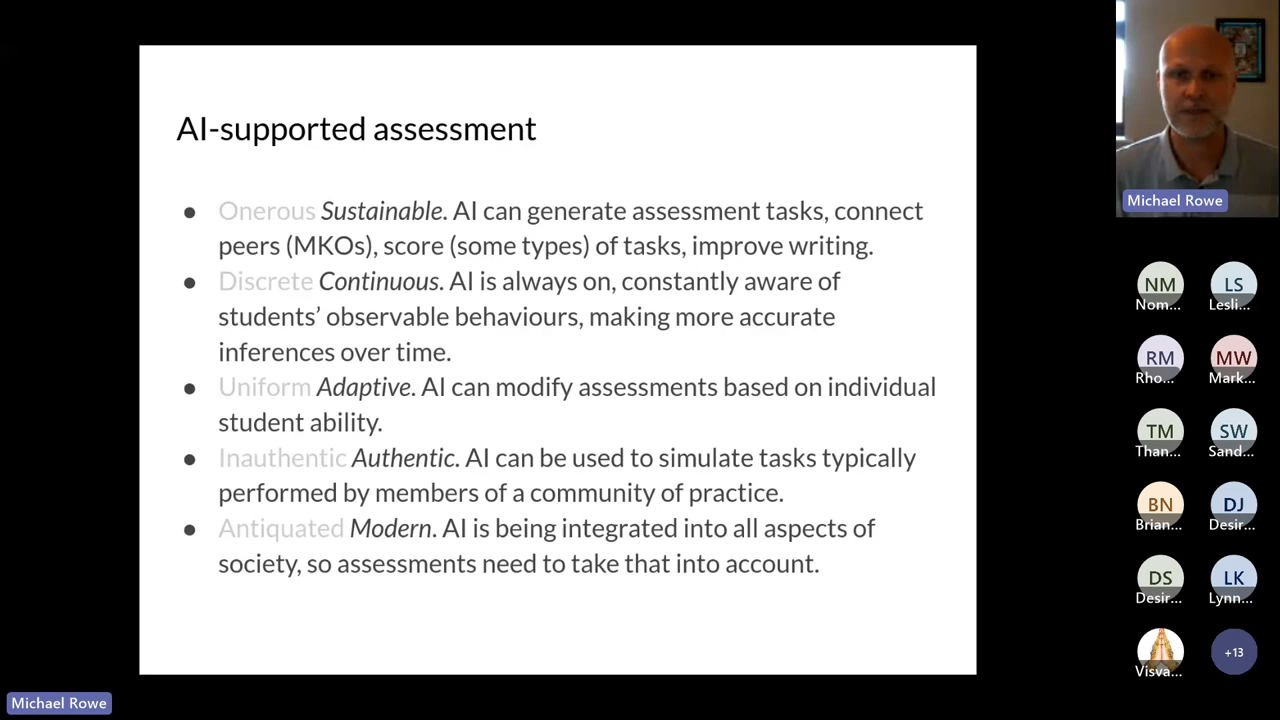 AI-supported assessment
● Onerous Sustainable. AI can generate assessment tasks, connect
peers (MKOs), score (some types) of tasks, improve writing.
● Discrete Continuous. AI is always on, constantly aware of
students’ observable behaviours, making more accurate
inferences over time.
● Uniform Adaptive. AI can modify assessments based on individual
student ability.
● Inauthentic Authentic. AI can be used to simulate tasks typically
performed by members of a community of practice.
● Antiquated Modern. AI is being integrated into all aspects of
society, so assessments need to take that into account.
Michael Rowe
NM
LS
Nom...
Lesli...
RM
MW
Rho...
Mark...
TM
SW
Than...
Sand...
BN
DJ
Brian...
Desir...
DS
LK
Desir...
Lynn...
Visva...
+13
Michael Rowe